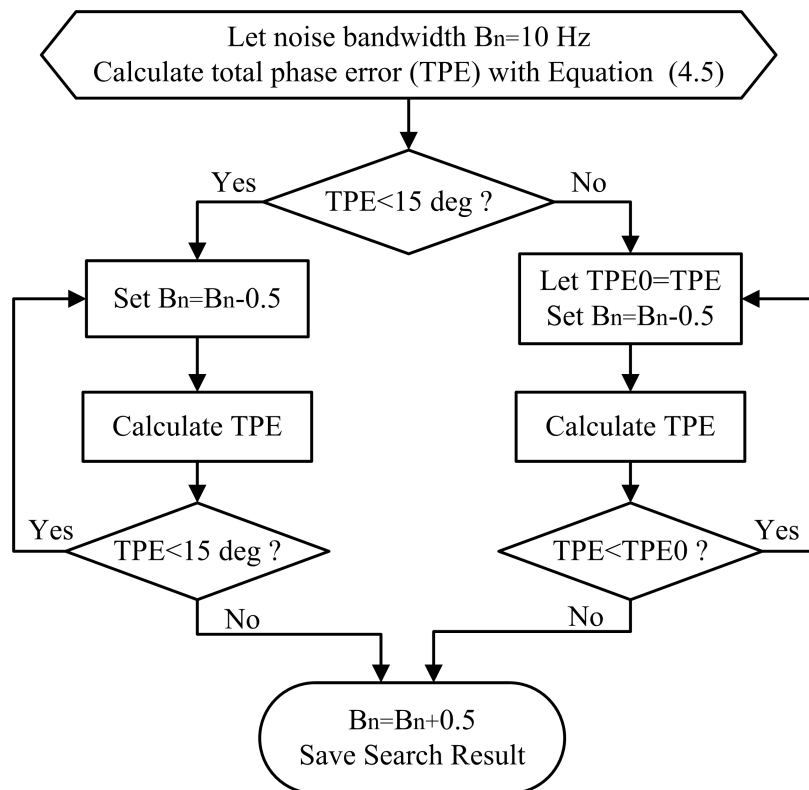 Let noise bandwidth Bn=10 Hz
Calculate total phase error (TPE) with Equation (4.5)
TPE<15 deg ?
Yes
No
Set Bn=Bn-0.5
Let TPE0=TPE
Set Bn=Bn-0.5
Calculate TPE
Calculate TPE
Yes
TPE<15 deg ?
TPE<TPE0 ?
Yes
No
No
Bn=Bn+0.5
Save Search Result